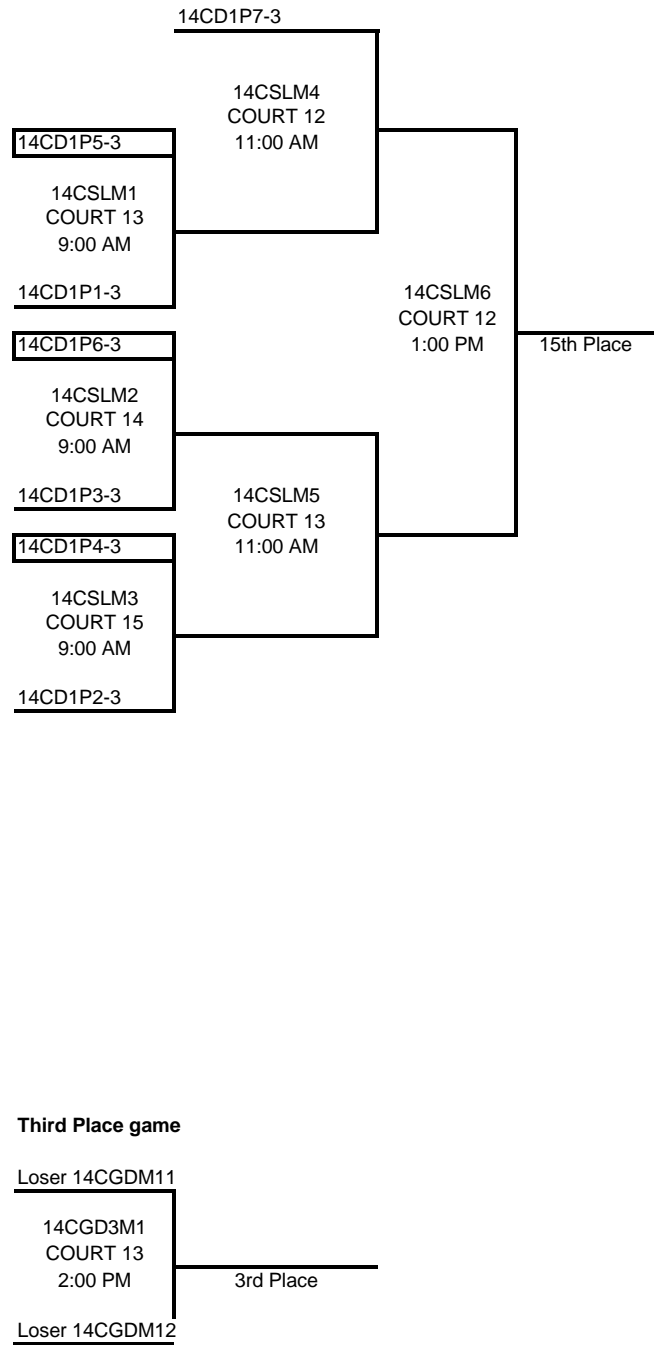 14CD1P7-3
14CSLM4
COURT 12
11:00 AM
14CD1P5-3
14CSLM1
COURT 13
9:00 AM
14CD1P1-3
14CSLM6
COURT 12
1:00 PM
15th Place
14CD1P6-3
14CSLM2
COURT 14
9:00 AM
14CD1P3-3
14CSLM5
COURT 13
11:00 AM
14CD1P4-3
14CSLM3
COURT 15
9:00 AM
14CD1P2-3
Third Place game
Loser 14CGDM11
14CGD3M1
COURT 13
2:00 PM
3rd Place
Loser 14CGDM12